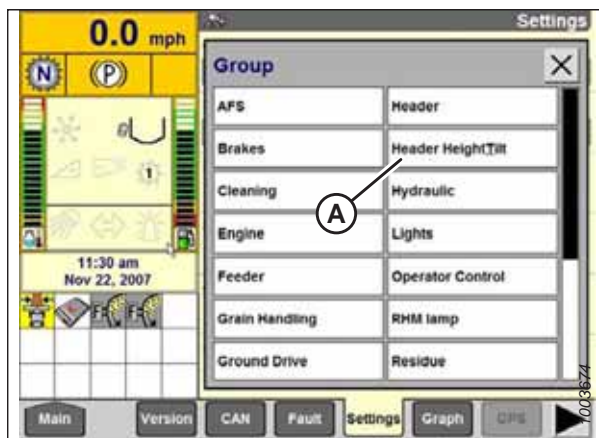 0.0 mph
Settings
N
(P)
Group
X
AFS
Header
Brakes
Header Height/Tilt
Cleaning
Hydraulic
A
Engine
Lights
Feeder
Operator Control
Grain Handling
RHM lamp
Ground Drive
Residue
1
11:30 am
Nov 22, 2007
F=
F=
Main
Version
CAN
Fault
Settings
Graph
GPS
1003674